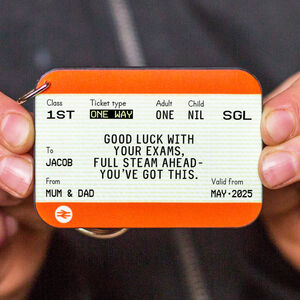 Class Ticket type Adult Child
1ST ONE WAY ONE NIL SGL
GOOD LUCK WITH
YOUR EXAMS,
FULL STEAM AHEAD-
YOU'VE GOT THIS.
To
JACOB
From
MUM & DAD
Valid from
MAY·2025